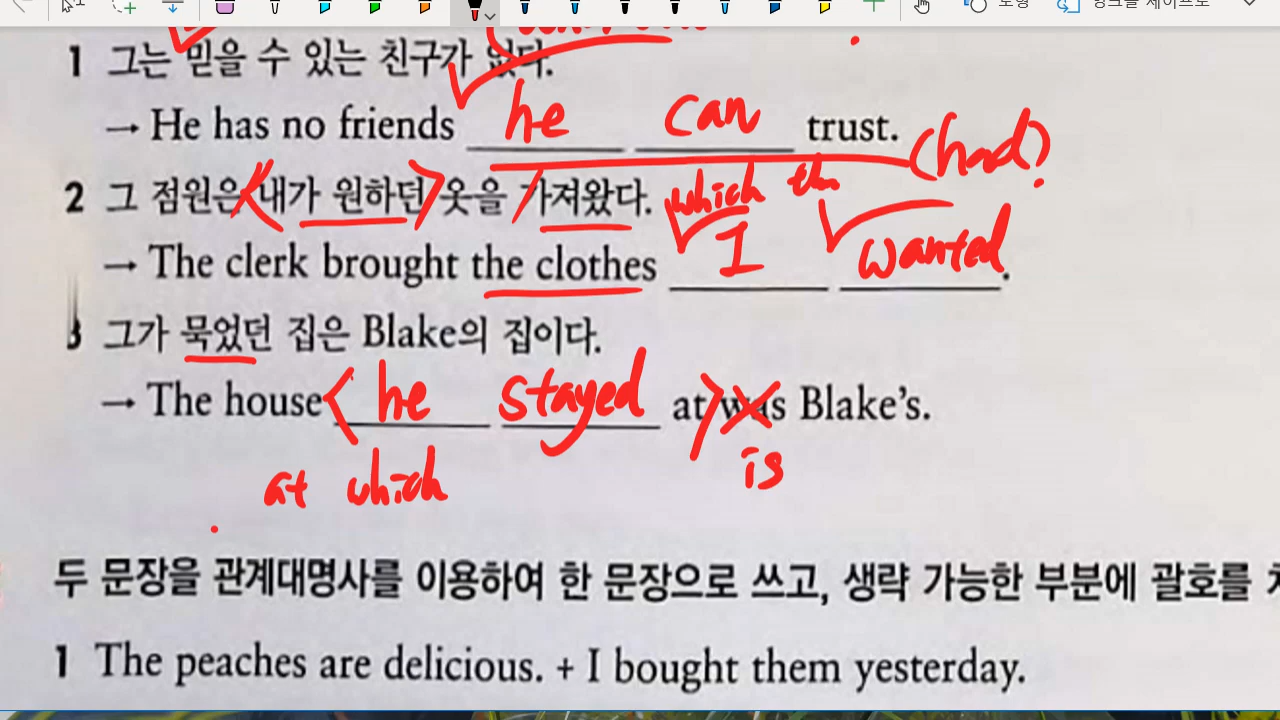 1 그는 믿을 수 있는 친구가 없다.
→ He has no friends he can trust. (had?
2 그 점원은 <내가 원하던> 옷을 / 가져왔다. which
→ The clerk brought the clothes I wanted.
3 그가 묵었던 집은 Blake의 집이다.
→ The house < he stayed at> was Blake's.
at which is
두 문장을 관계대명사를 이용하여 한 문장으로 쓰고, 생략 가능한 부분에 괄호를
1 The peaches are delicious. + I bought them yesterday.